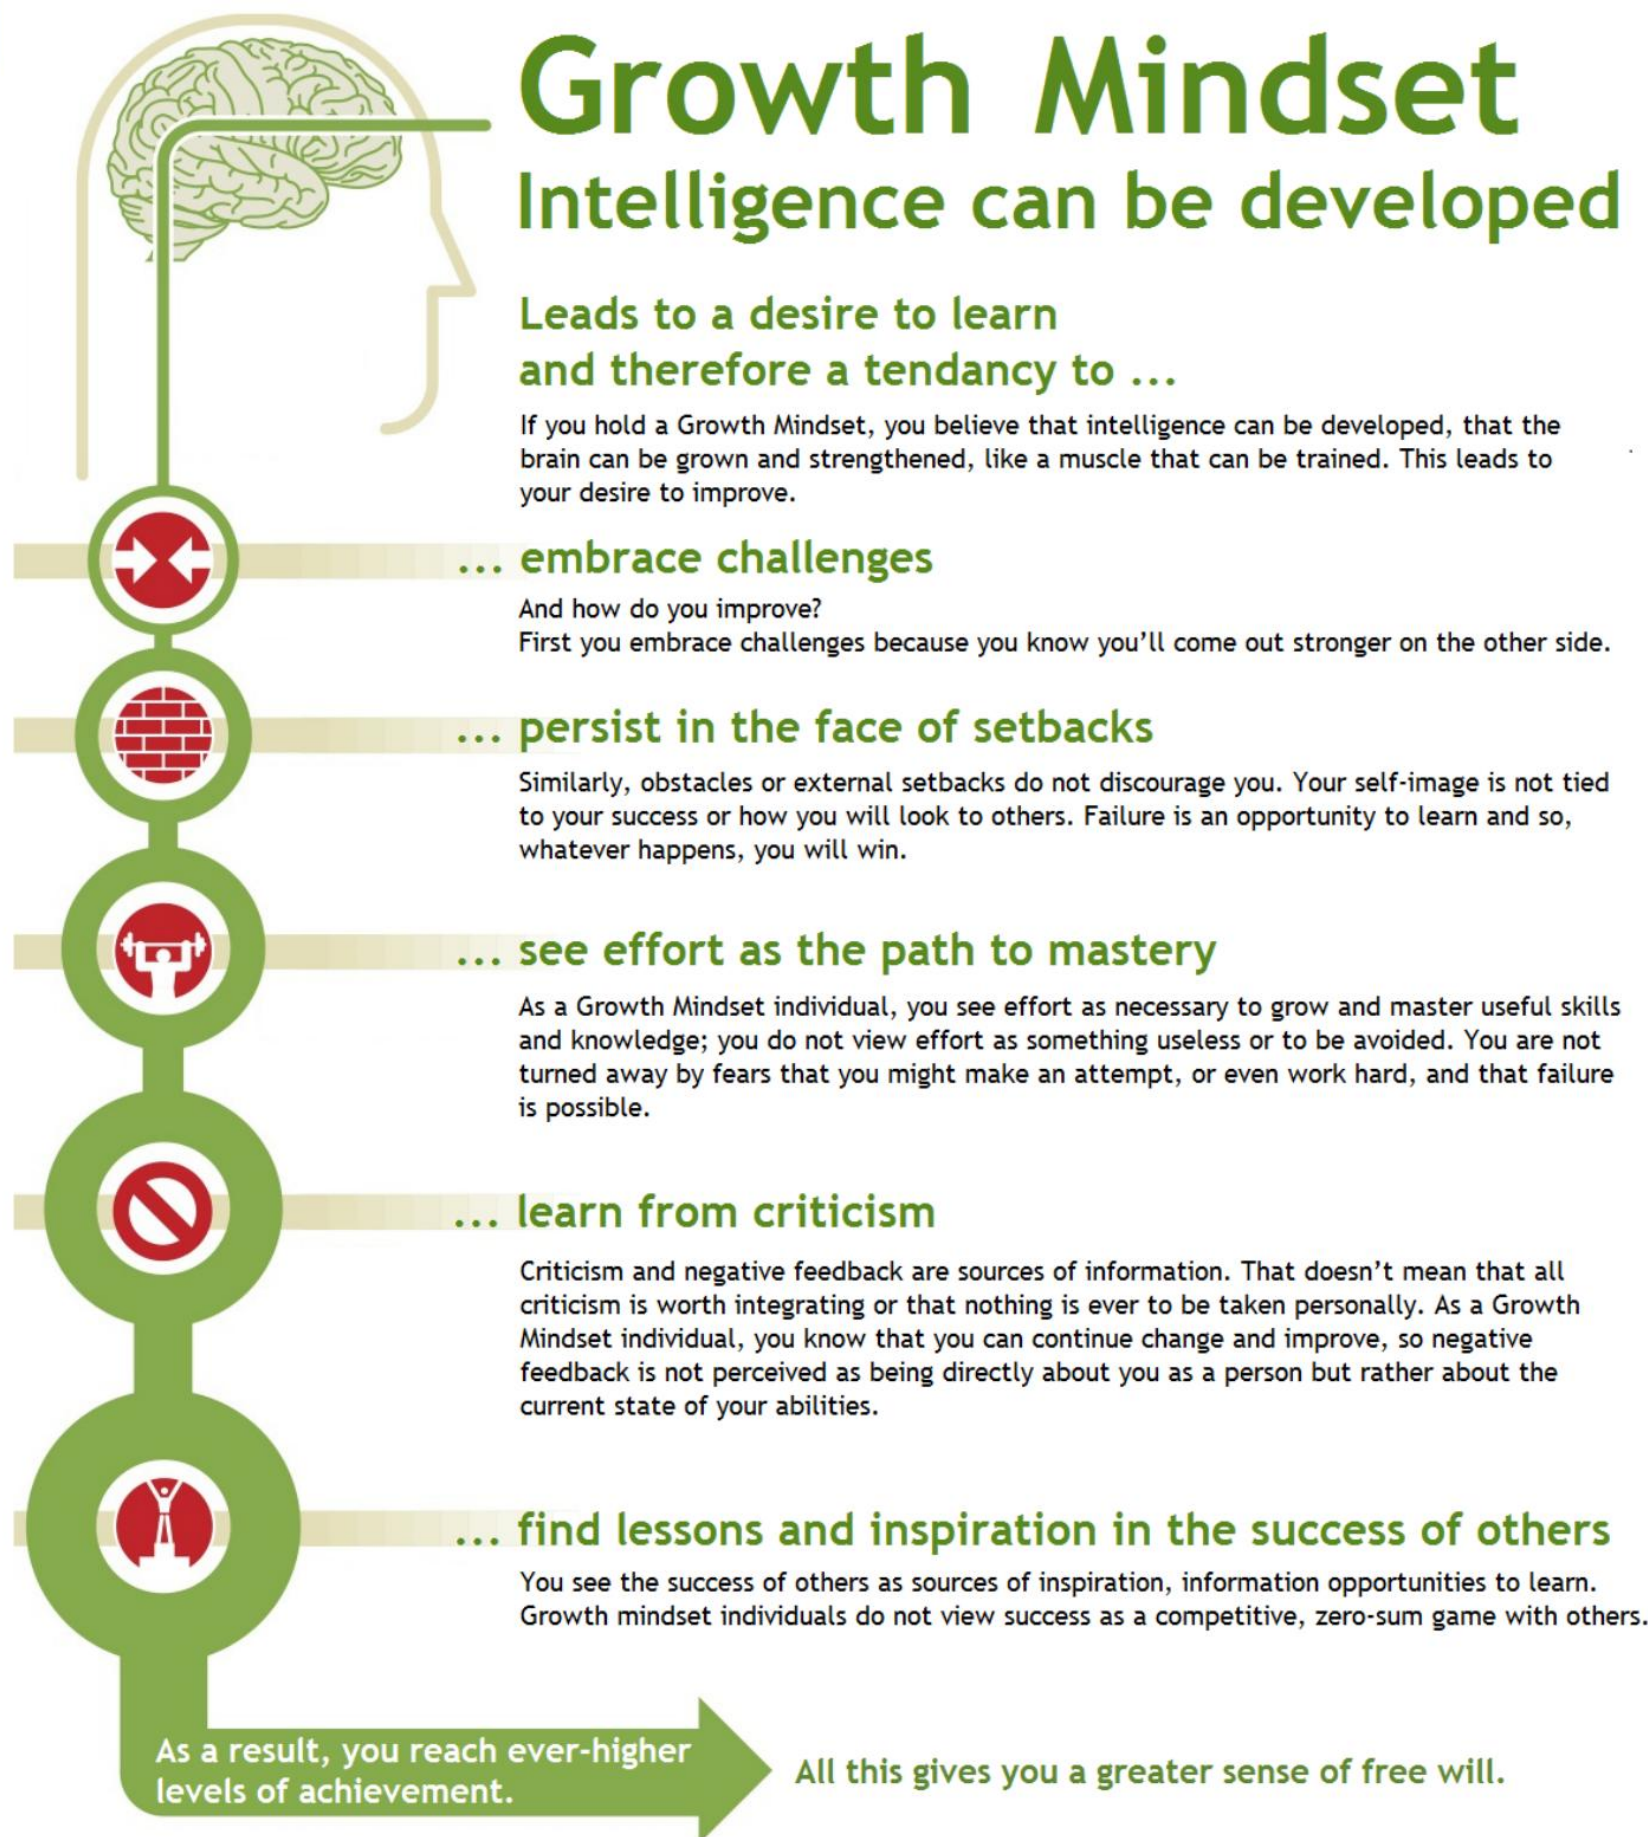 Growth Mindset
Intelligence can be developed
Leads to a desire to learn
and therefore a tendancy to ...
If you hold a Growth Mindset, you believe that intelligence can be developed, that the
brain can be grown and strengthened, like a muscle that can be trained. This leads to
your desire to improve.
... embrace challenges
And how do you improve?
First you embrace challenges because you know you'll come out stronger on the other side.
... persist in the face of setbacks
Similarly, obstacles or external setbacks do not discourage you. Your self-image is not tied
to your success or how you will look to others. Failure is an opportunity to learn and so,
whatever happens, you will win.
... see effort as the path to mastery
As a Growth Mindset individual, you see effort as necessary to grow and master useful skills
and knowledge; you do not view effort as something useless or to be avoided. You are not
turned away by fears that you might make an attempt, or even work hard, and that failure
is possible.
... learn from criticism
Criticism and negative feedback are sources of information. That doesn't mean that all
criticism is worth integrating or that nothing is ever to be taken personally. As a Growth
Mindset individual, you know that you can continue change and improve, so negative
feedback is not perceived as being directly about you as a person but rather about the
current state of your abilities.
... find lessons and inspiration in the success of others
You see the success of others as sources of inspiration, information opportunities to learn.
Growth mindset individuals do not view success as a competitive, zero-sum game with others.
As a result, you reach ever-higher
levels of achievement.
All this gives you a greater sense of free will.